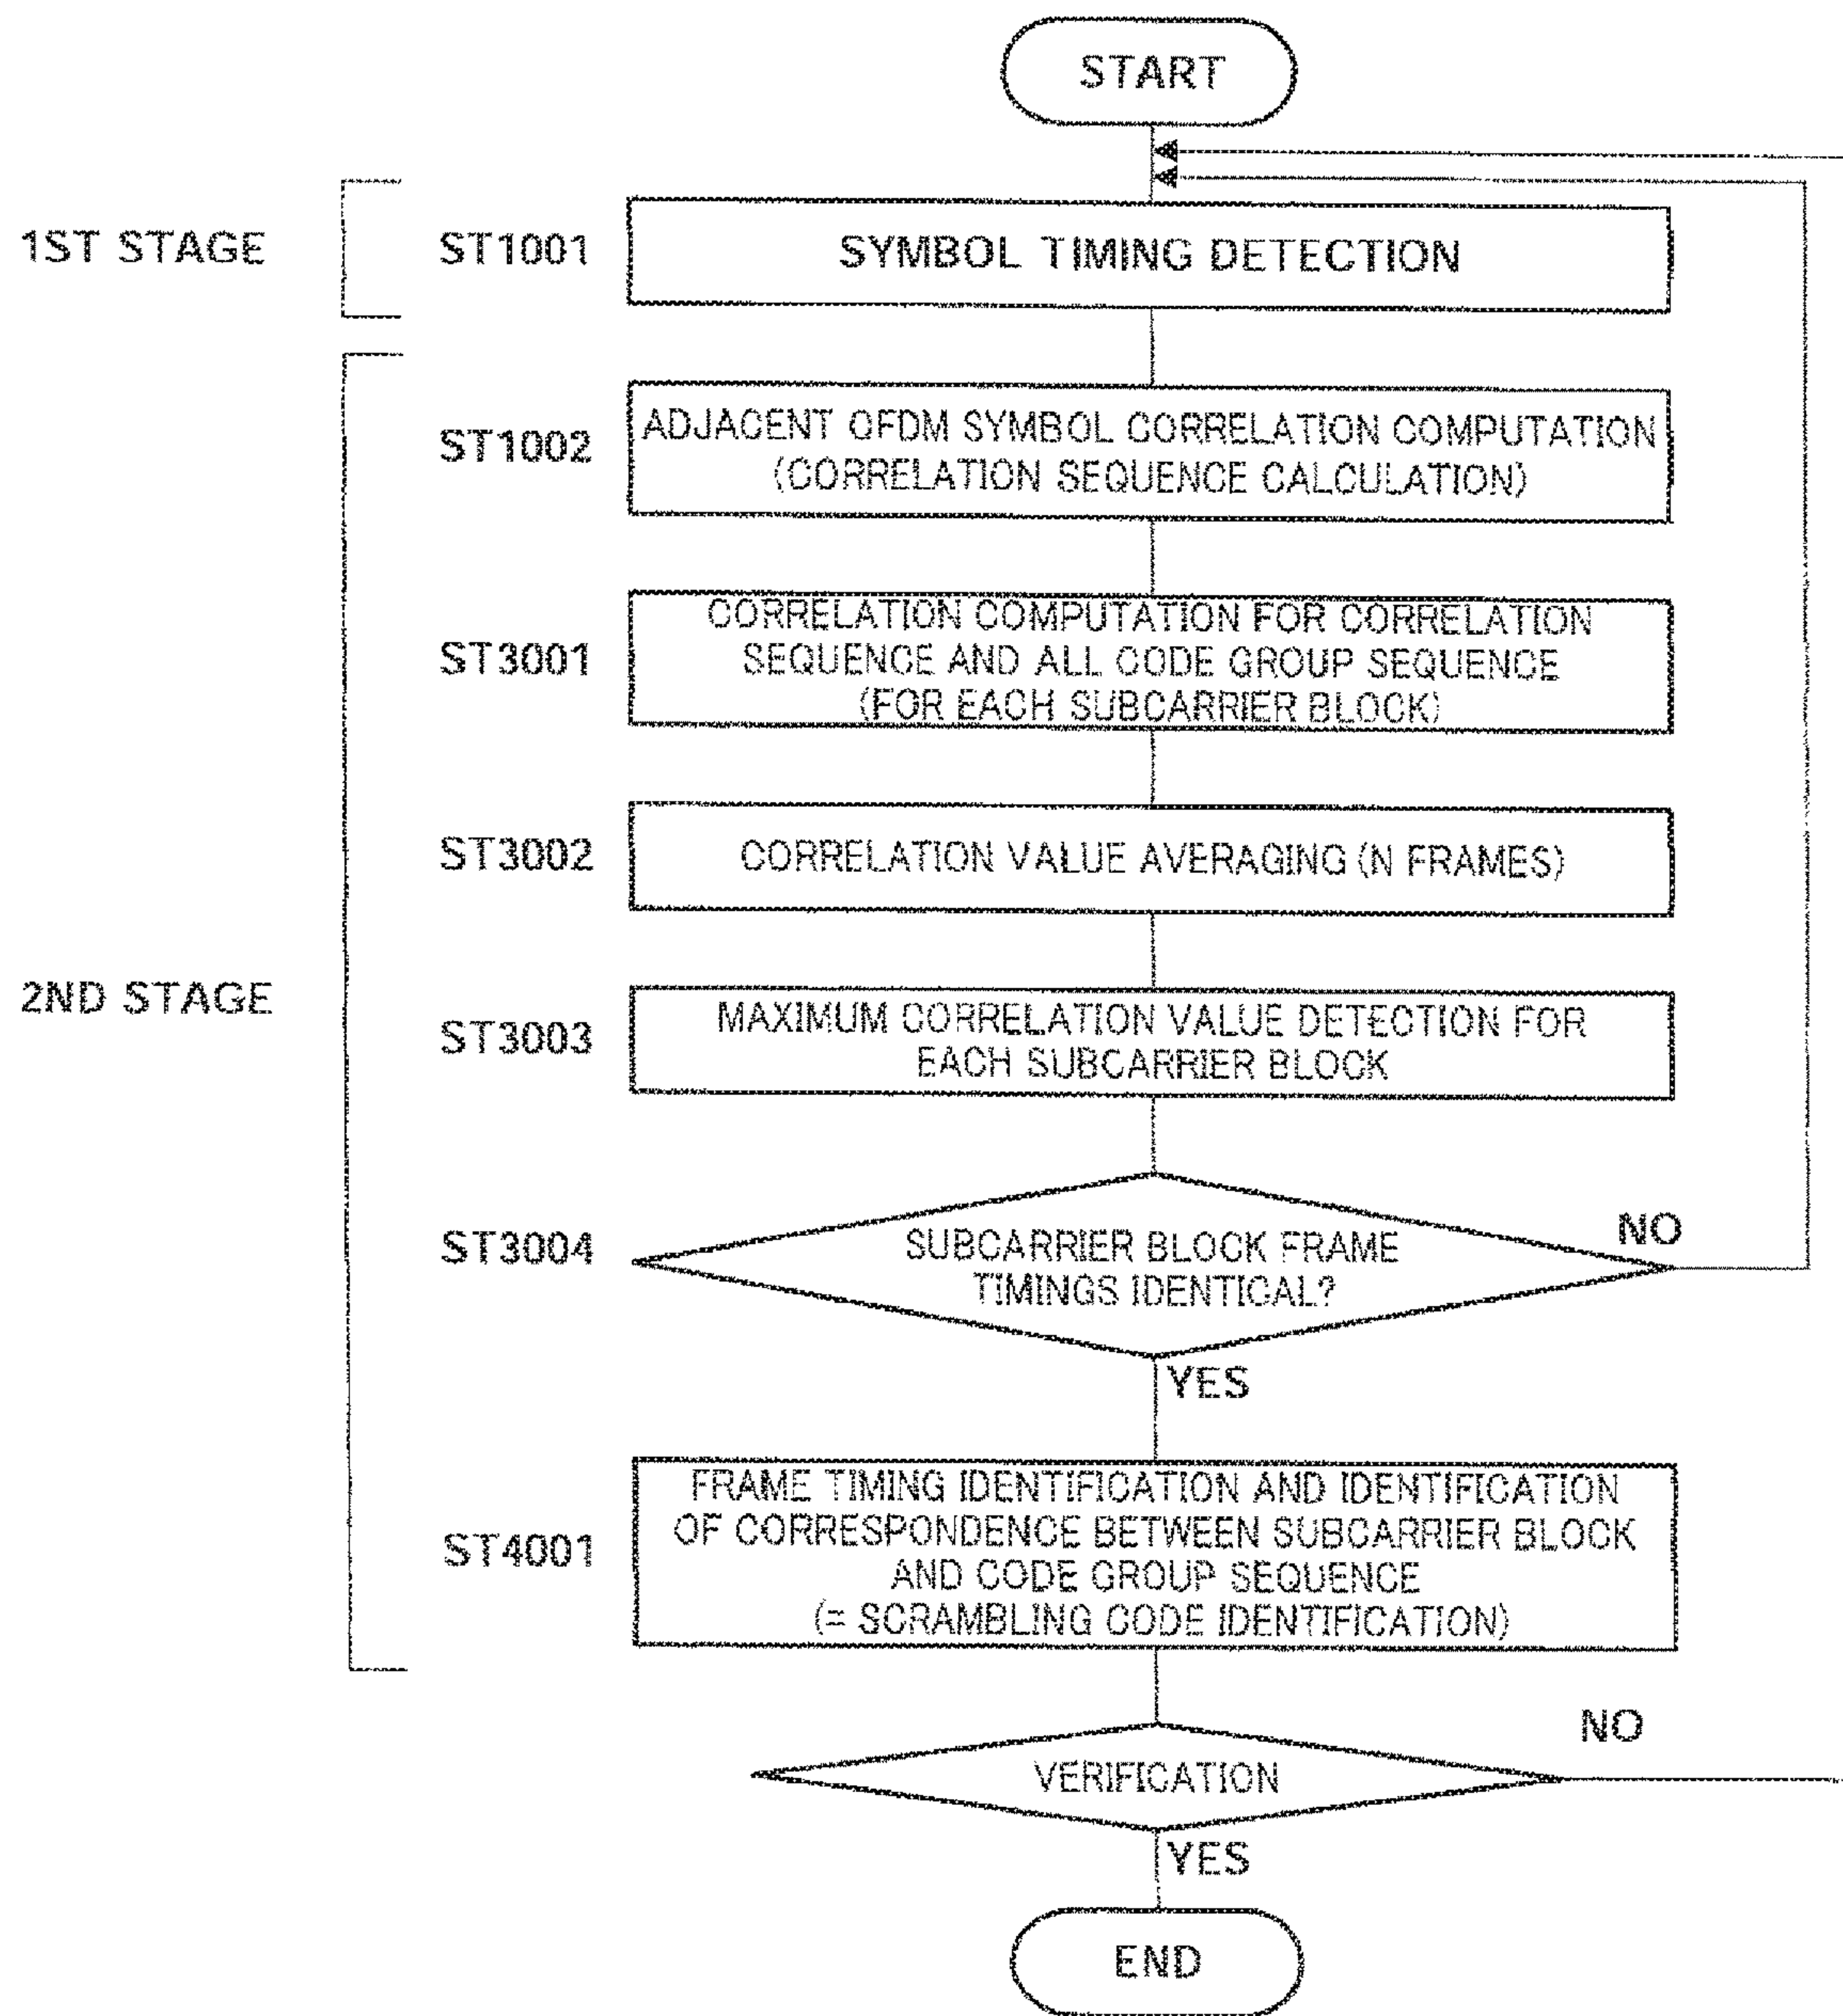 START
1ST STAGE
ST1001
SYMBOL TIMING DETECTION
ST1002
ADJACENT OFDM SYMBOL CORRELATION COMPUTATION
(CORRELATION SEQUENCE CALCULATION)
ST3001
CORRELATION COMPUTATION FOR CORRELATION
SEQUENCE AND ALL CODE GROUP SEQUENCE
(FOR EACH SUBCARRIER BLOCK)
ST3002
CORRELATION VALUE AVERAGING (N FRAMES)
2ND STAGE
ST3003
MAXIMUM CORRELATION VALUE DETECTION FOR
EACH SUBCARRIER BLOCK
ST3004
SUBCARRIER BLOCK FRAME
TIMINGS IDENTICAL?
NO
YES
ST4001
FRAME TIMING IDENTIFICATION AND IDENTIFICATION
OF CORRESPONDENCE BETWEEN SUBCARRIER BLOCK
AND CODE GROUP SEQUENCE
(= SCRAMBLING CODE IDENTIFICATION)
VERIFICATION
NO
YES
END